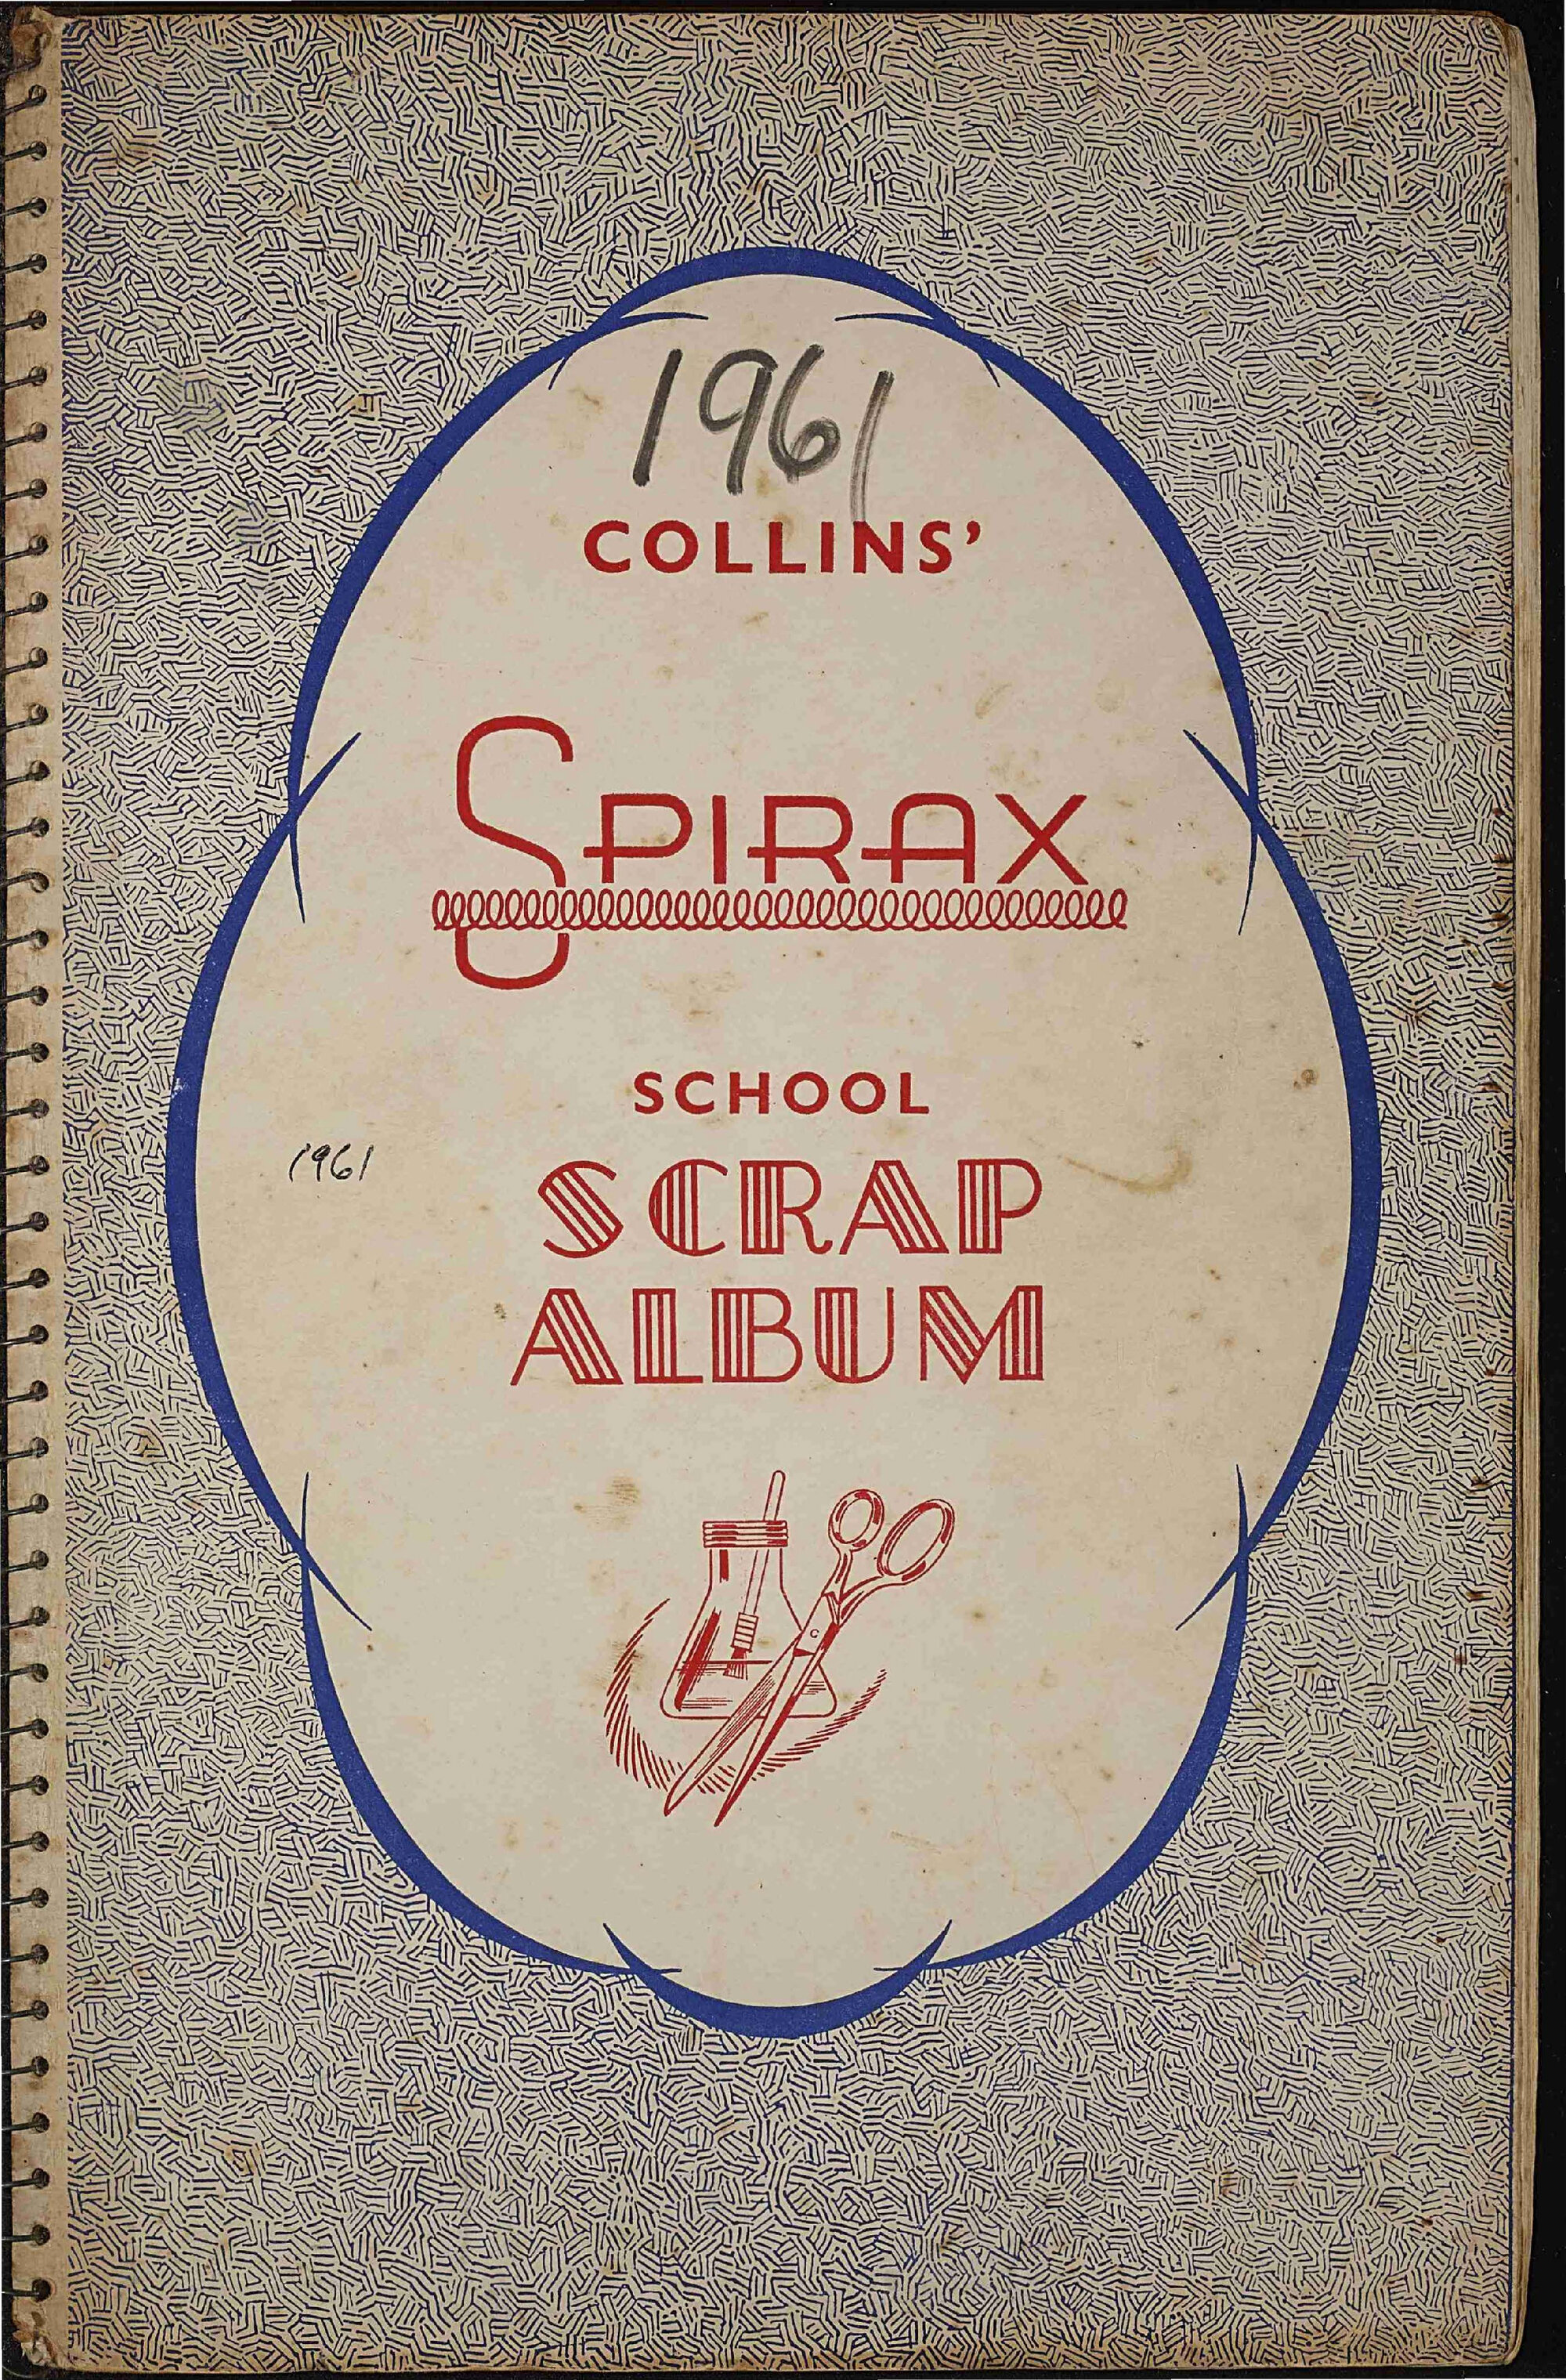 1961
COLLINS’
SPIRAX
SCHOOL
1961
SCRAP
ALBUM